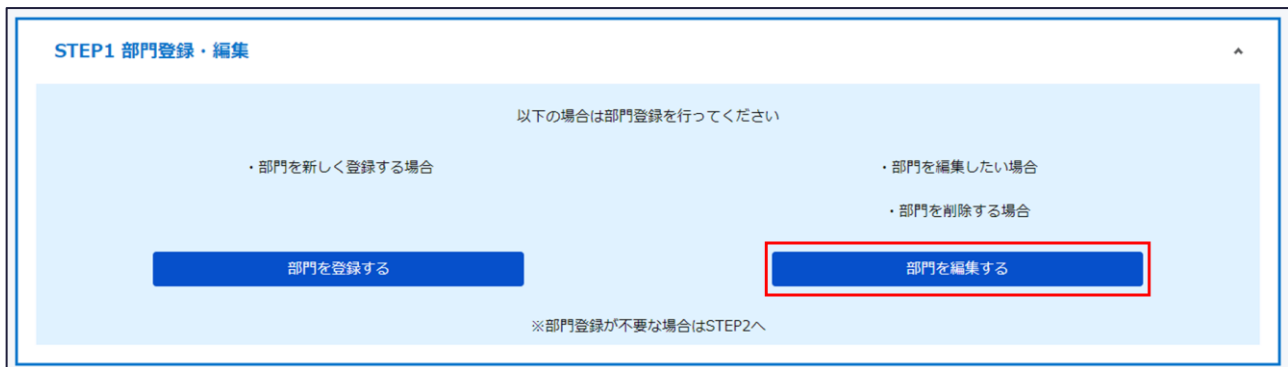 STEP1 部門登録・編集
以下の場合は部門登録を行ってください
・部門を新しく登録する場合
・部門を編集したい場合
・部門を削除する場合
部門を登録する
部門を編集する
※部門登録が不要な場合はSTEP2へ